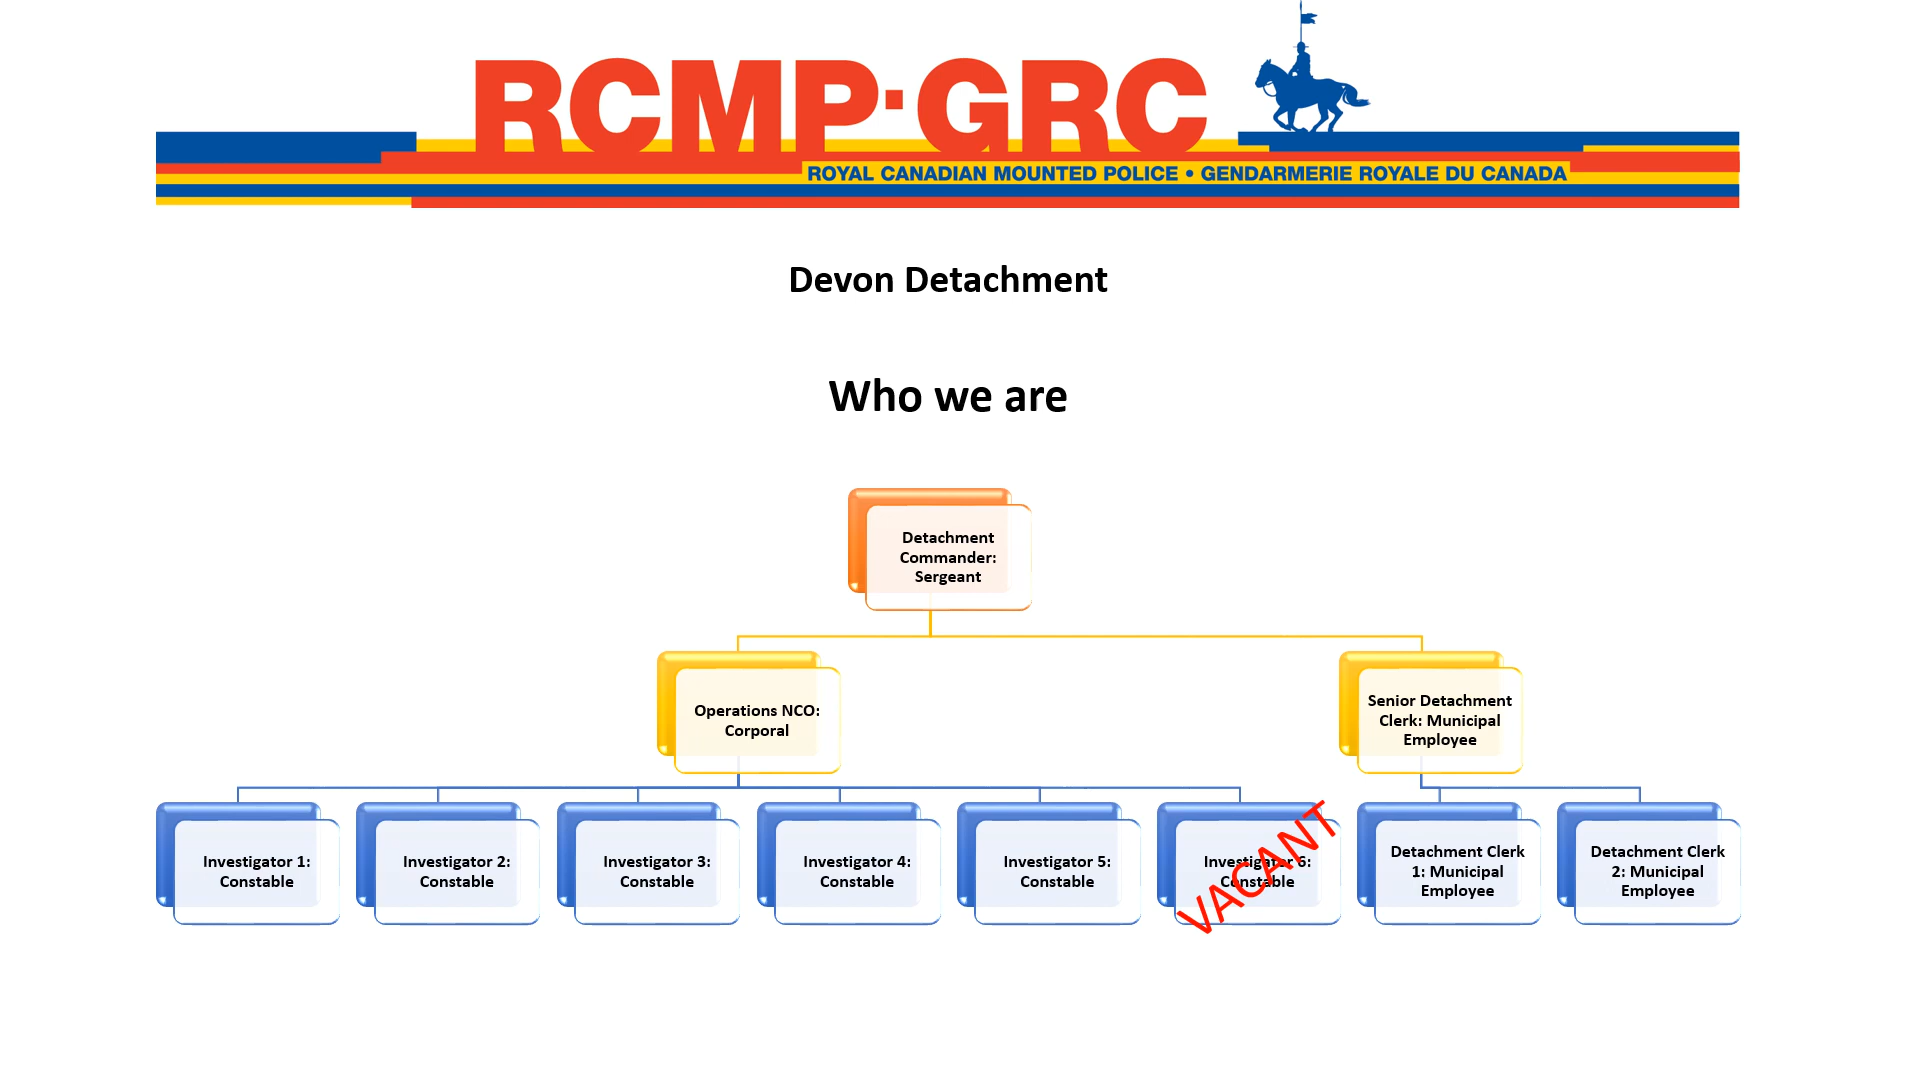 RCMP·GRC
ROYAL CANADIAN MOUNTED POLICE • GENDARMERIE ROYALE DU CANADA
Devon Detachment
Who we are
Detachment
Commander:
Sergeant
Operations NCO:
Corporal
Senior Detachment
Clerk: Municipal
Employee
Investigator 1:
Constable
Investigator 2:
Constable
Investigator 3:
Constable
Investigator 4:
Constable
Investigator 5:
Constable
Investigator 6:
Constable
VACANT
Detachment Clerk
1: Municipal
Employee
Detachment Clerk
2: Municipal
Employee